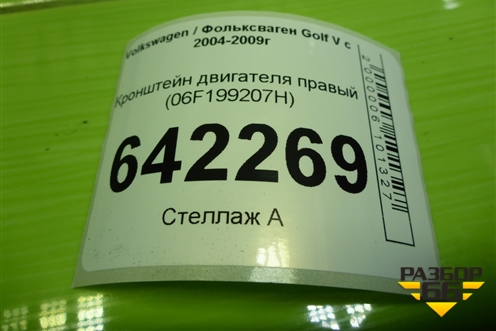 Volkswagen / Фольксваген Golf V с
2004-2009г
Кронштейн двигателя правый
(06F199207H)
642269
Стеллаж А
2000006101327
РАЗБОР
66